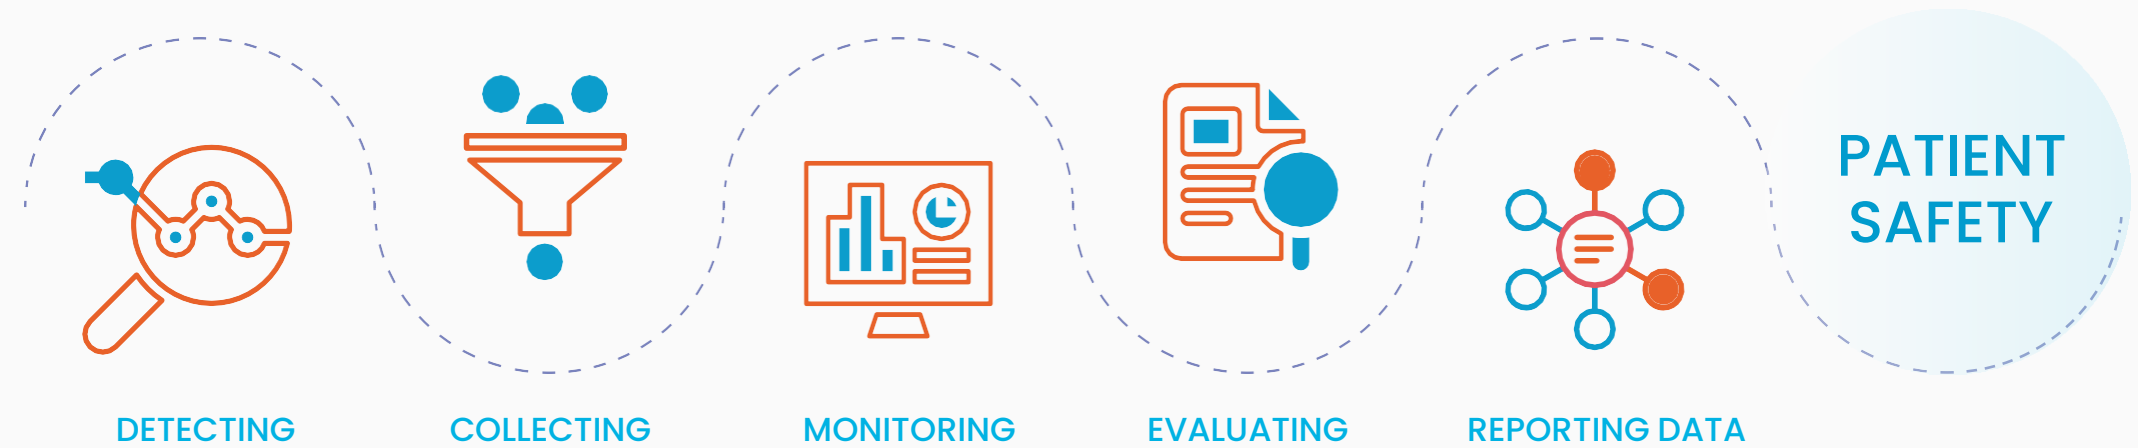 PATIENT
SAFETY
DETECTING
COLLECTING
MONITORING
EVALUATING
REPORTING DATA